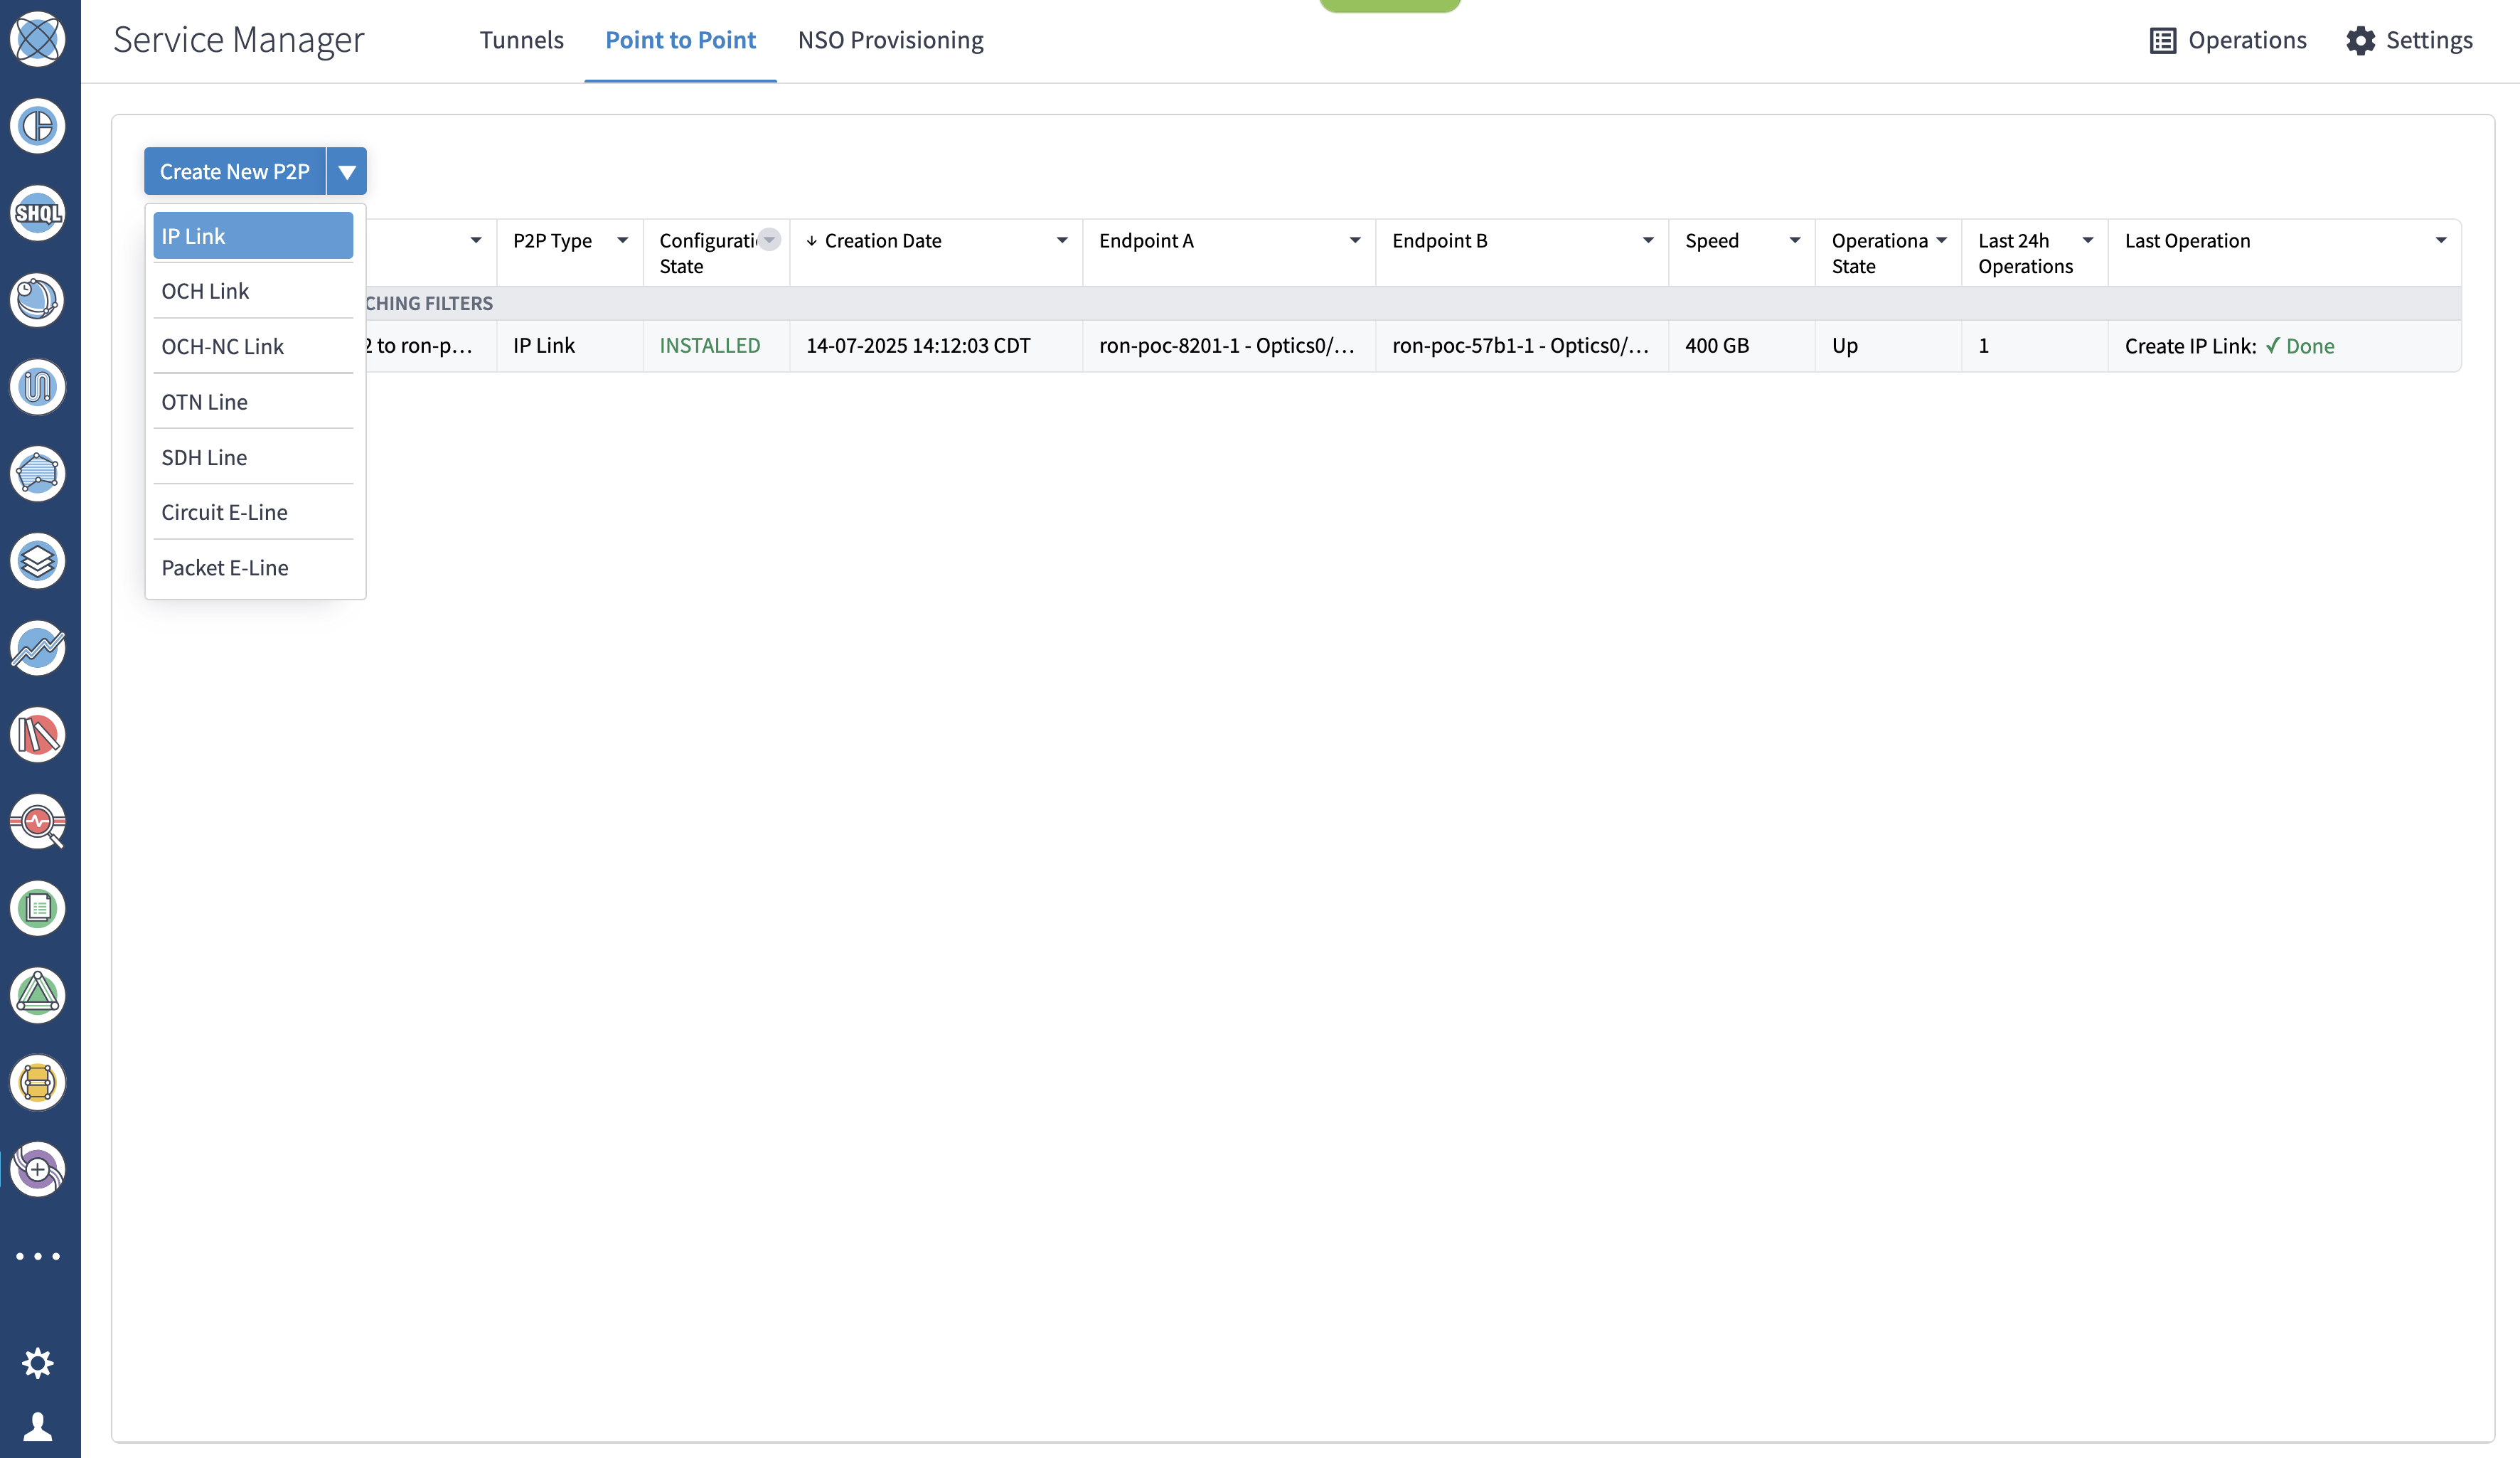 Service Manager
Tunnels
Point to Point
NSO Provisioning
Operations
Settings
Create New P2P
IP Link
OCH Link
OCH-NC Link
OTN Line
SDH Line
Circuit E-Line
Packet E-Line
SHQL
P2P Type
Configurati
State
Creation Date
Endpoint A
Endpoint B
Speed
Operationa
State
Last 24h
Operations
Last Operation
CHING FILTERS
2 to ron-p...
IP Link
INSTALLED
14-07-2025 14:12:03 CDT
ron-poc-8201-1 - Optics0/...
ron-poc-57b1-1 - Optics0/...
400 GB
Up
1
Create IP Link: ✓ Done